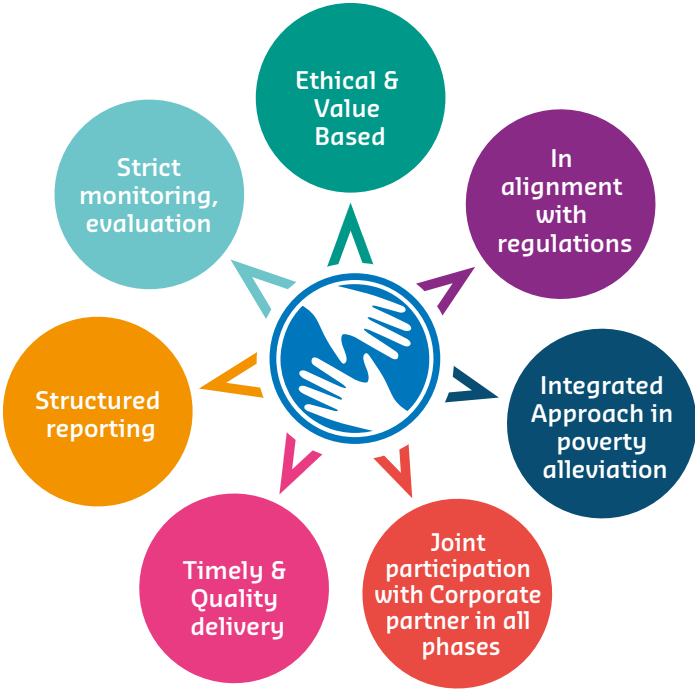 Ethical &
Value
Based
In
alignment
with
regulations
Integrated
Approach in
poverty
alleviation
Joint
participation
with Corporate
partner in all
phases
Timely &
Quality
delivery
Structured
reporting
Strict
monitoring,
evaluation